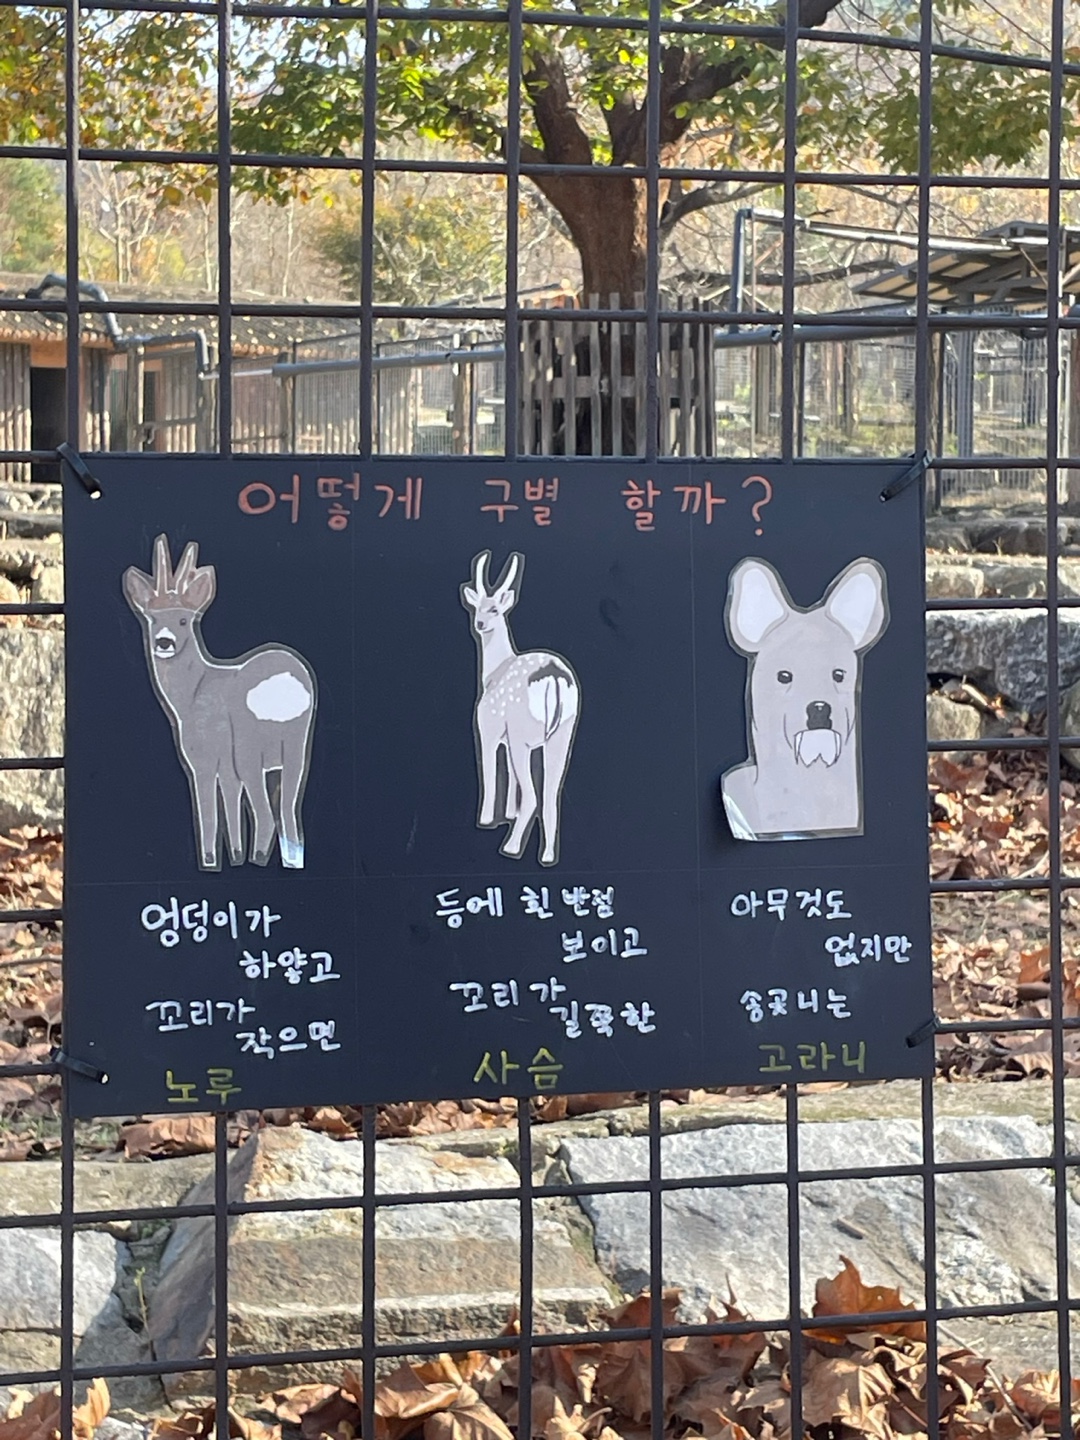 어떻게 구별 할까?
엉덩이가
하얗고
꼬리가
작으면
노루
등에 흰 반점
보이고
꼬리가
길쭉한
사슴
아무것도
없지만
송곳니는
고라니